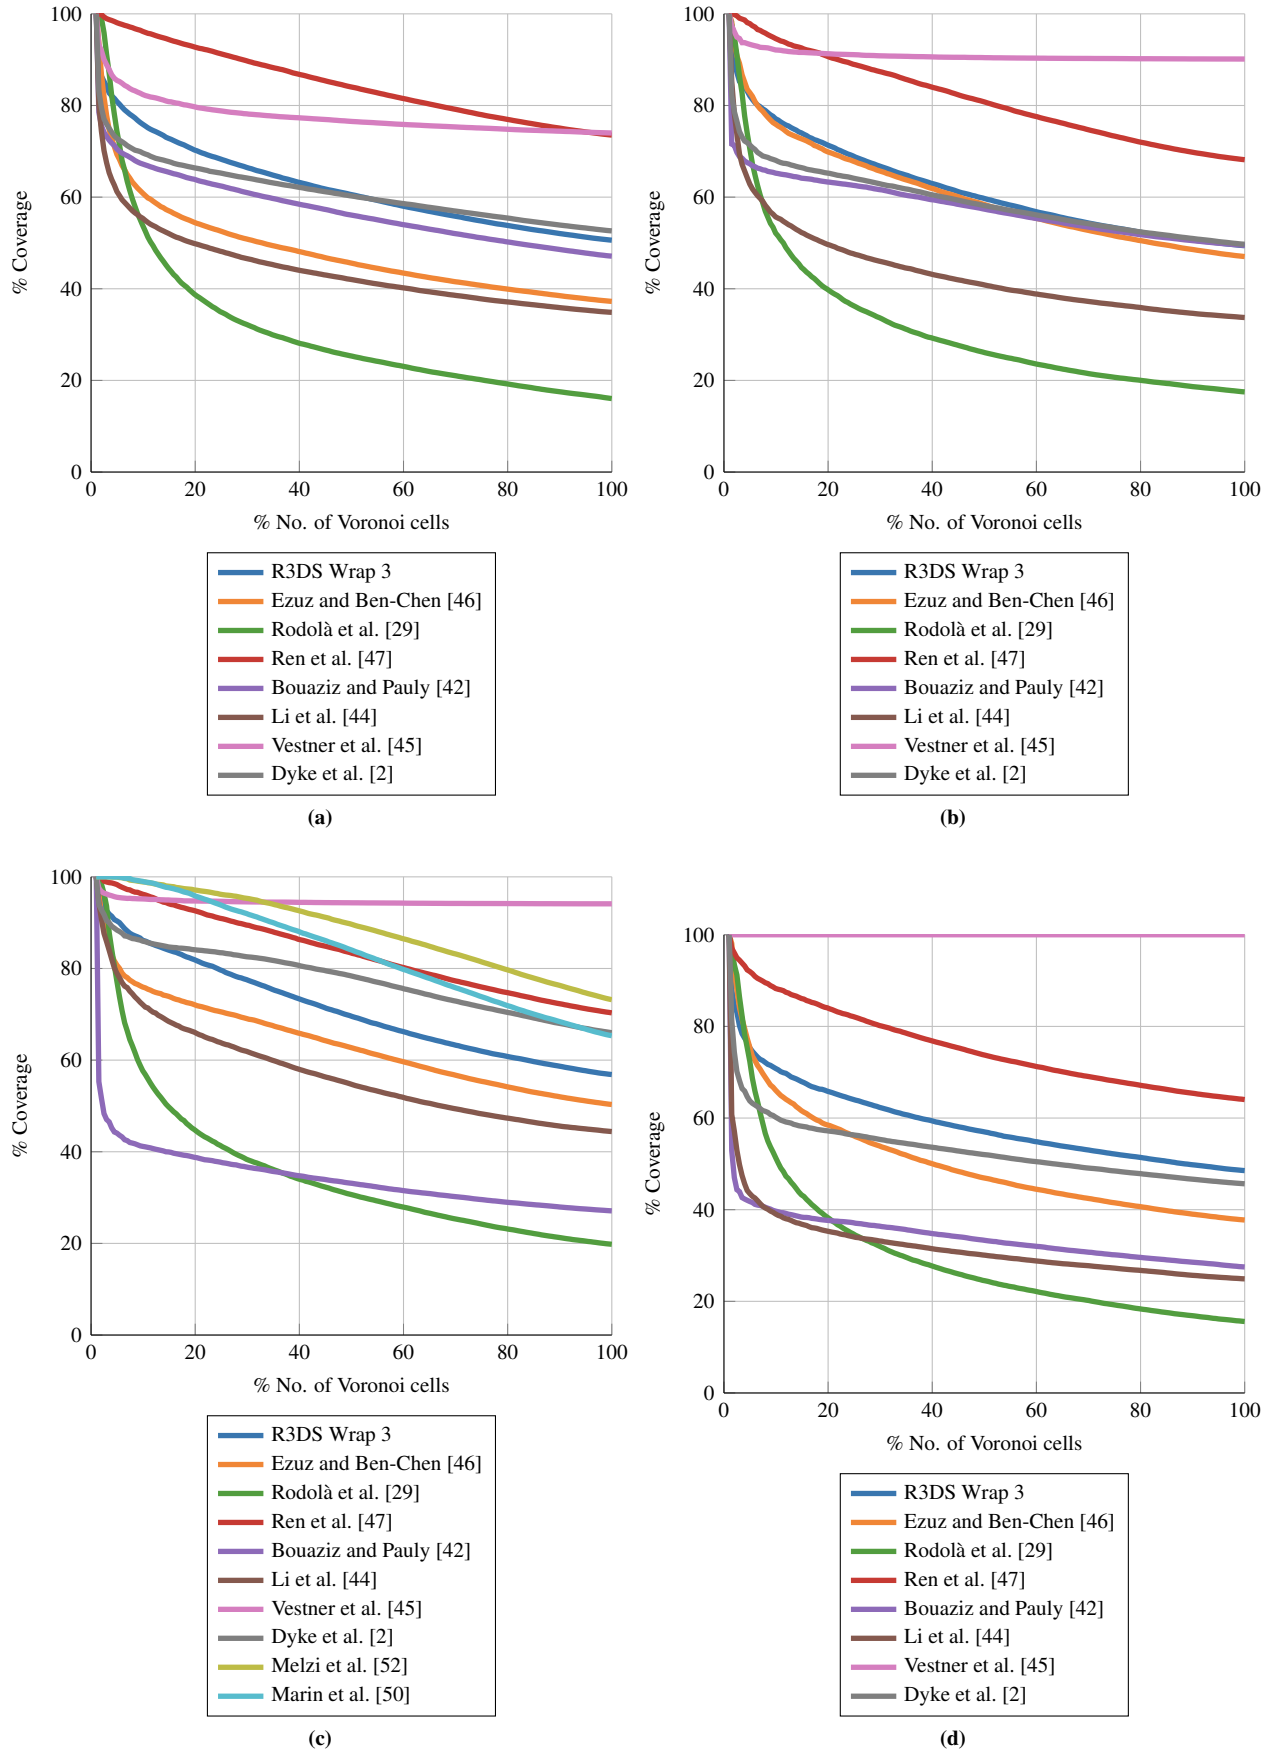 100
80
60
40
20
0
% Coverage
0 20 40 60 80 100
% No. of Voronoi cells
R3DS Wrap 3
Ezuz and Ben-Chen [46]
Rodolà et al. [29]
Ren et al. [47]
Bouaziz and Pauly [42]
Li et al. [44]
Vestner et al. [45]
Dyke et al. [2]
(a)
100
80
60
40
20
0
% Coverage
0 20 40 60 80 100
% No. of Voronoi cells
R3DS Wrap 3
Ezuz and Ben-Chen [46]
Rodolà et al. [29]
Ren et al. [47]
Bouaziz and Pauly [42]
Li et al. [44]
Vestner et al. [45]
Dyke et al. [2]
(b)
100
80
60
40
20
0
% Coverage
0 20 40 60 80 100
% No. of Voronoi cells
R3DS Wrap 3
Ezuz and Ben-Chen [46]
Rodolà et al. [29]
Ren et al. [47]
Bouaziz and Pauly [42]
Li et al. [44]
Vestner et al. [45]
Dyke et al. [2]
Melzi et al. [52]
Marin et al. [50]
(c)
100
80
60
40
20
0
% Coverage
0 20 40 60 80 100
% No. of Voronoi cells
R3DS Wrap 3
Ezuz and Ben-Chen [46]
Rodolà et al. [29]
Ren et al. [47]
Bouaziz and Pauly [42]
Li et al. [44]
Vestner et al. [45]
Dyke et al. [2]
(d)